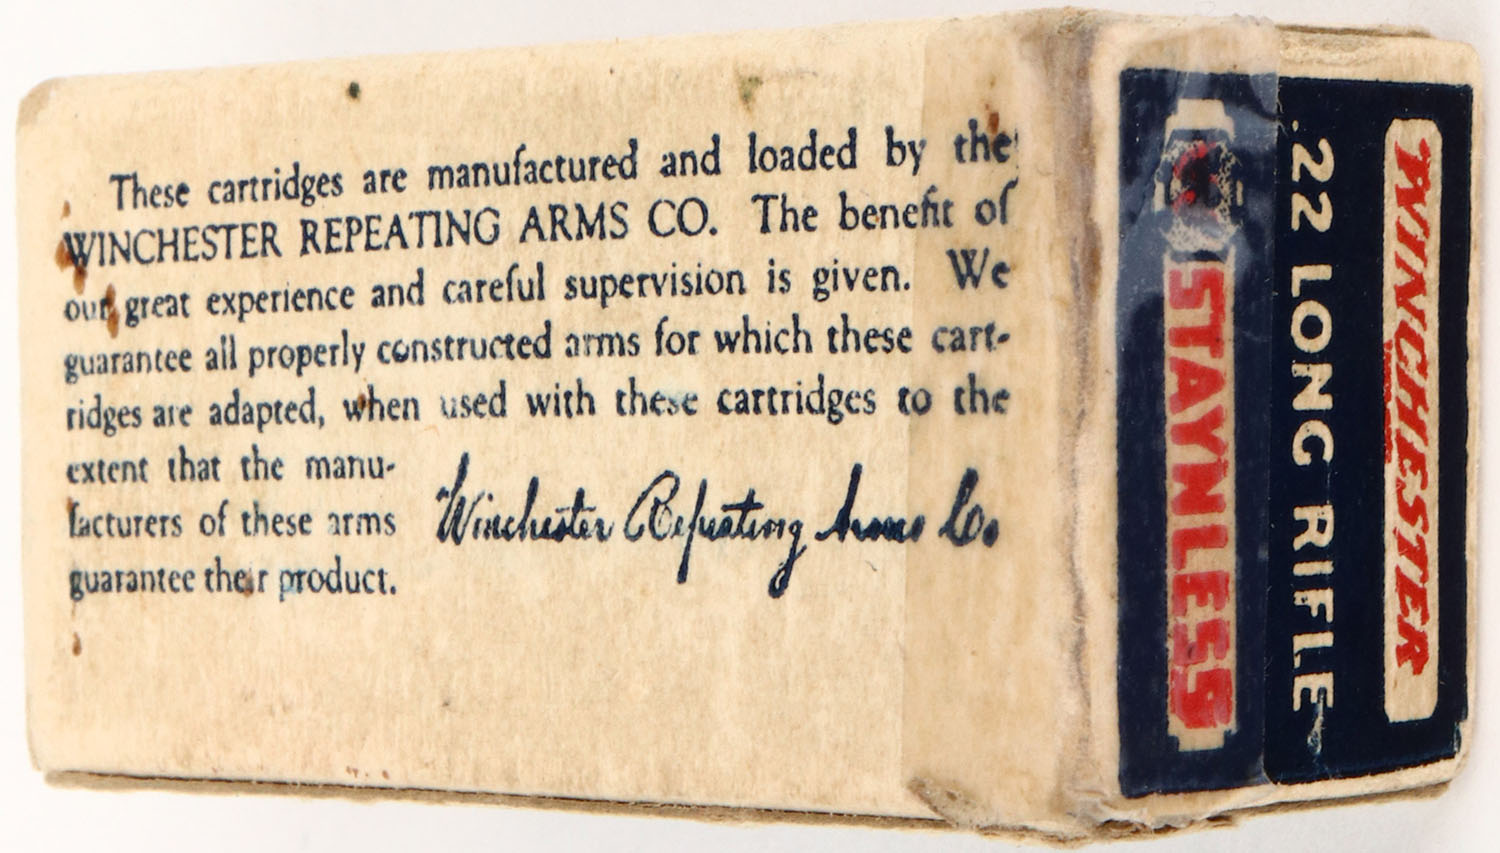 These cartridges are manufactured and loaded by the
WINCHESTER REPEATING ARMS CO. The benefit of
our great experience and careful supervision is given. We
guarantee all properly constructed arms for which these cart-
ridges are adapted, when used with these cartridges to the
extent that the manu-
facturers of these arms
guarantee their product.
Winchester Repeating Arms Co.
WINCHESTER
.22 LONG RIFLE
STAYNLESS